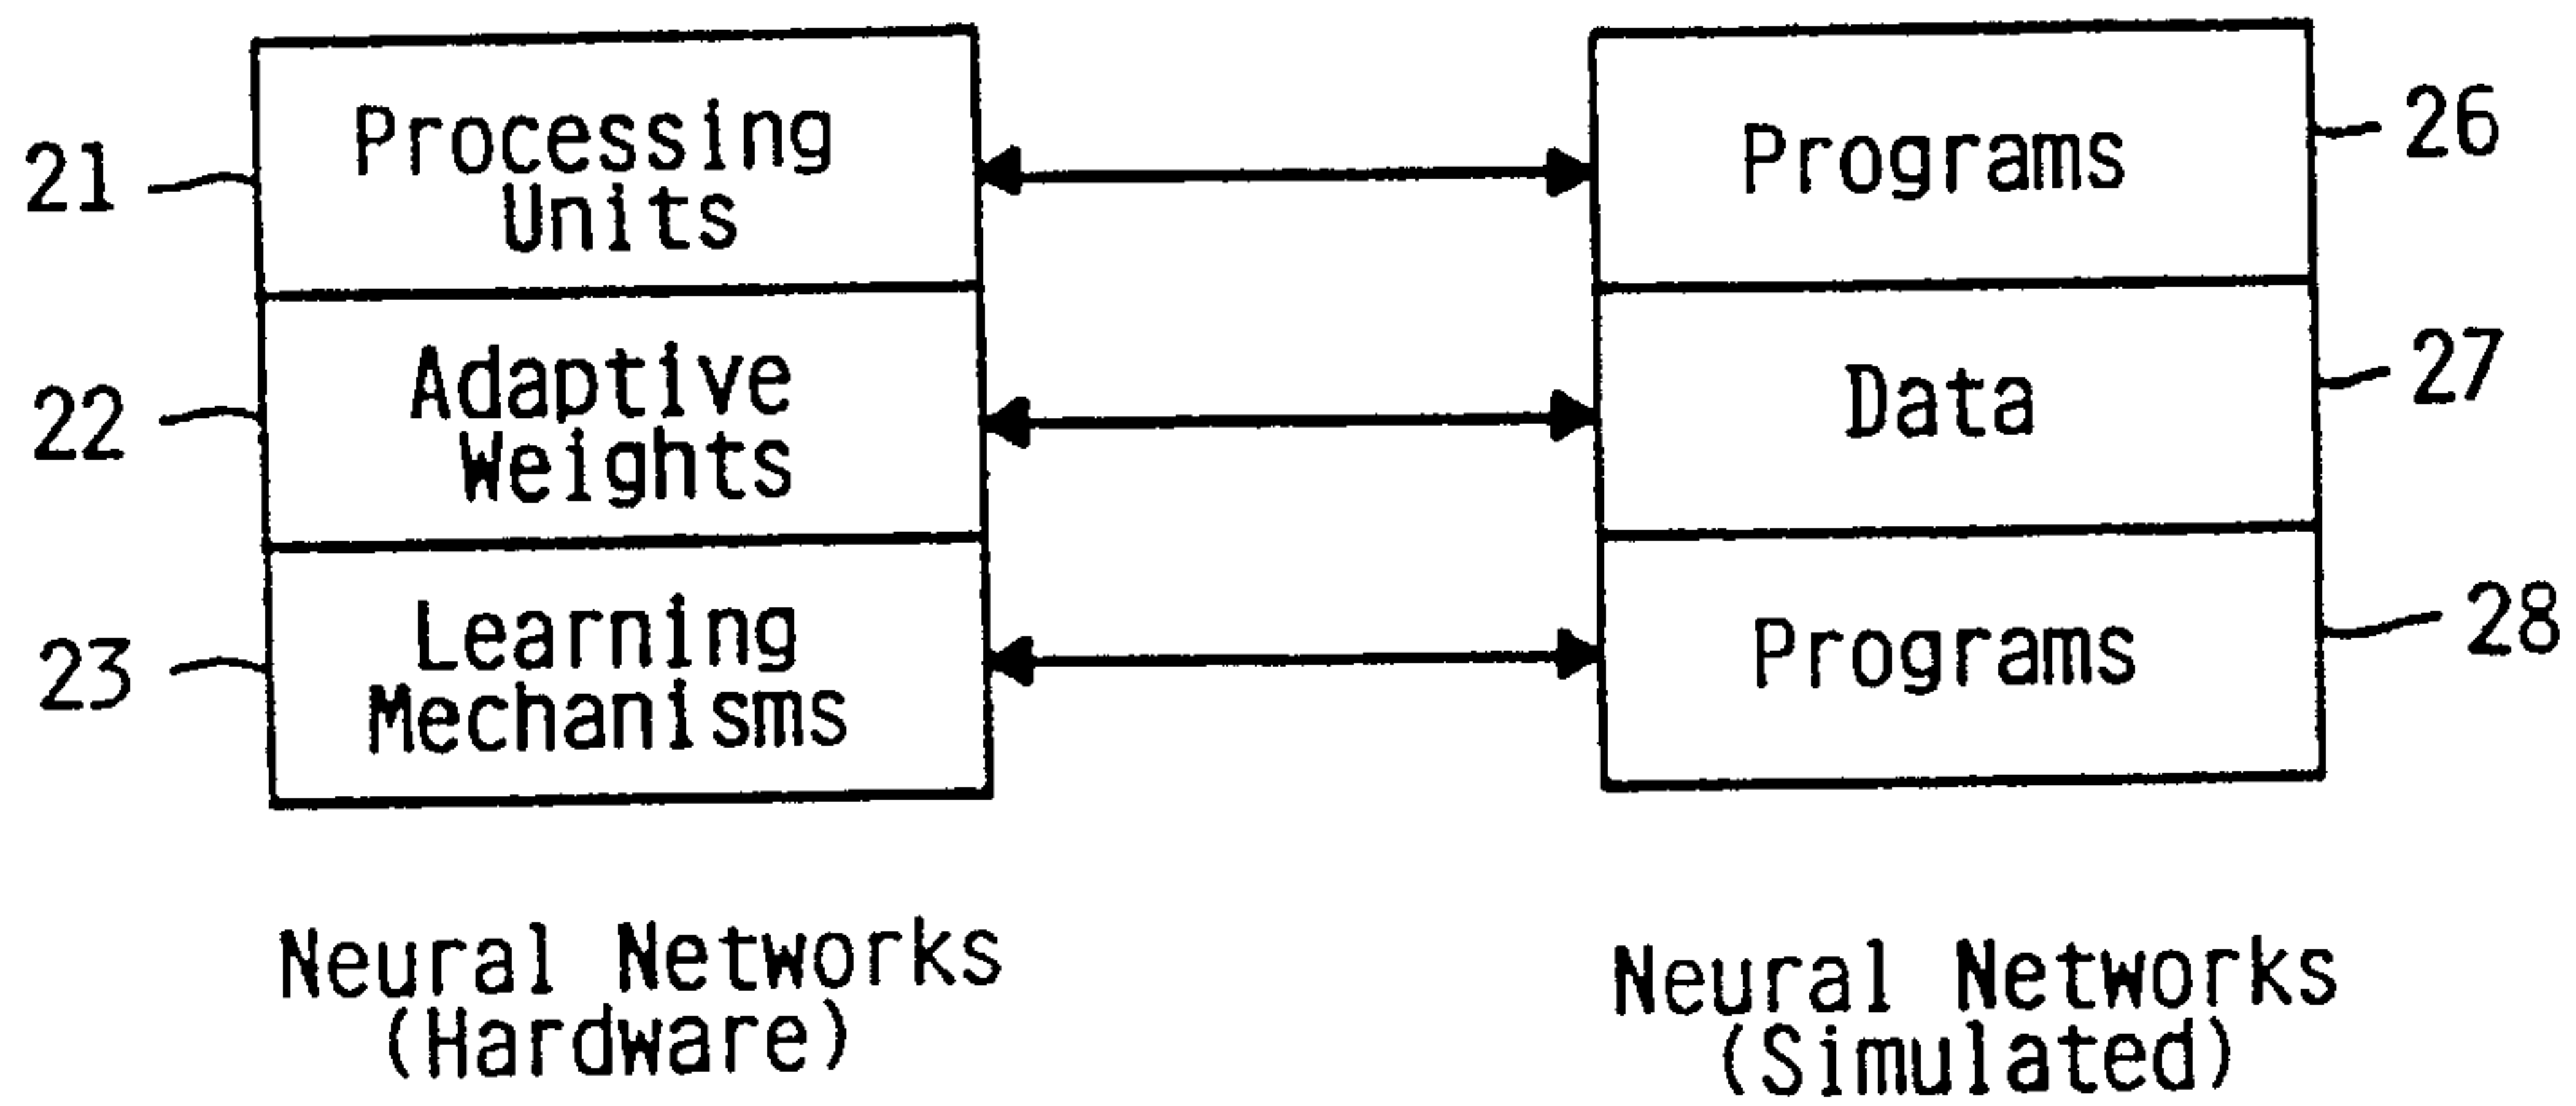 21
Processing
Units
22
Adaptive
Weights
23
Learning
Mechanisms
Neural Networks
(Hardware)
Programs
26
Data
27
Programs
28
Neural Networks
(Simulated)